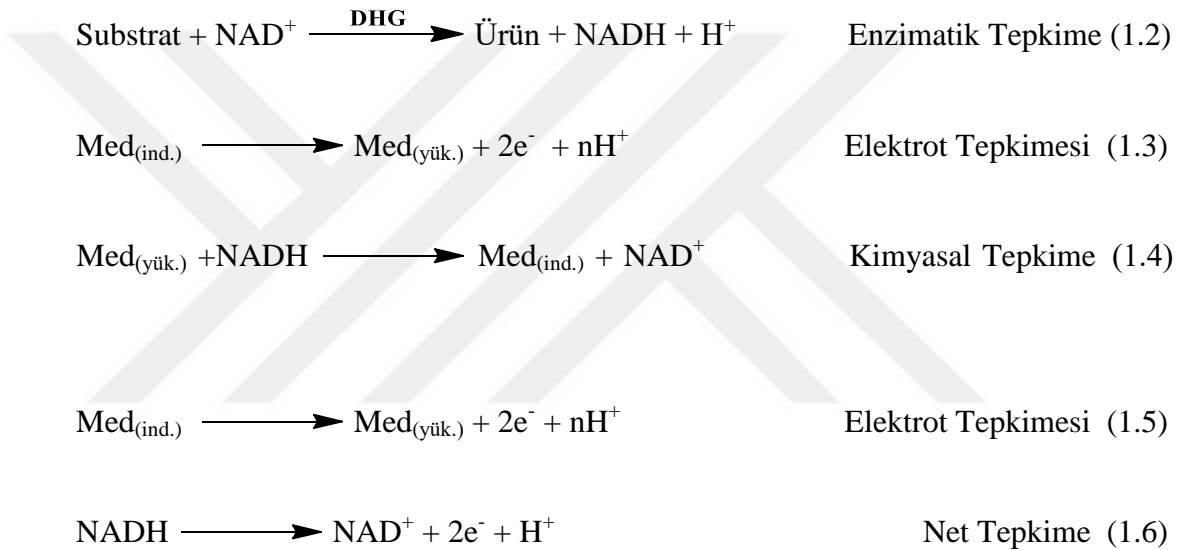 Substrat + NAD⁺ DHG → Ürün + NADH + H⁺ Enzimatik Tepkime (1.2)
Med(ind.) → Med(yük.) + 2e⁻ + nH⁺ Elektrot Tepkimesi (1.3)
Med(yük.) +NADH → Med(ind.) + NAD⁺ Kimyasal Tepkime (1.4)
Med(ind.) → Med(yük.) + 2e⁻ + nH⁺ Elektrot Tepkimesi (1.5)
NADH → NAD⁺ + 2e⁻ + H⁺ Net Tepkime (1.6)